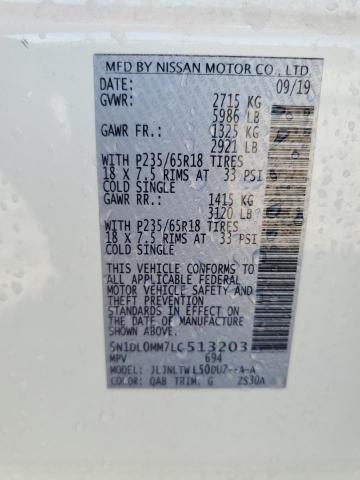 MFD BY NISSAN MOTOR CO., LTD.
DATE: 09/19
GVWR: 2715 KG
5986 LB
GAWR FR.: 1325 KG
2921 LB
WITH P235/65R18 TIRES
18 X 7.5 RIMS AT 33 PSI
COLD SINGLE
GAWR RR.: 1415 KG
3120 LB
WITH P235/65R18 TIRES
18 X 7.5 RIMS AT 33 PSI
COLD SINGLE
THIS VEHICLE CONFORMS TO
ALL APPLICABLE FEDERAL
MOTOR VEHICLE SAFETY AND
THEFT PREVENTION
STANDARDS IN EFFECT ON
THE DATE OF MANUFACTURE
SHOWN ABOVE.
5N1DL0MM7LC513203
MPV 694
MODEL: JLJNLTWL50DU7--A-A
COLOR: QAB TRIM: G ZS30A